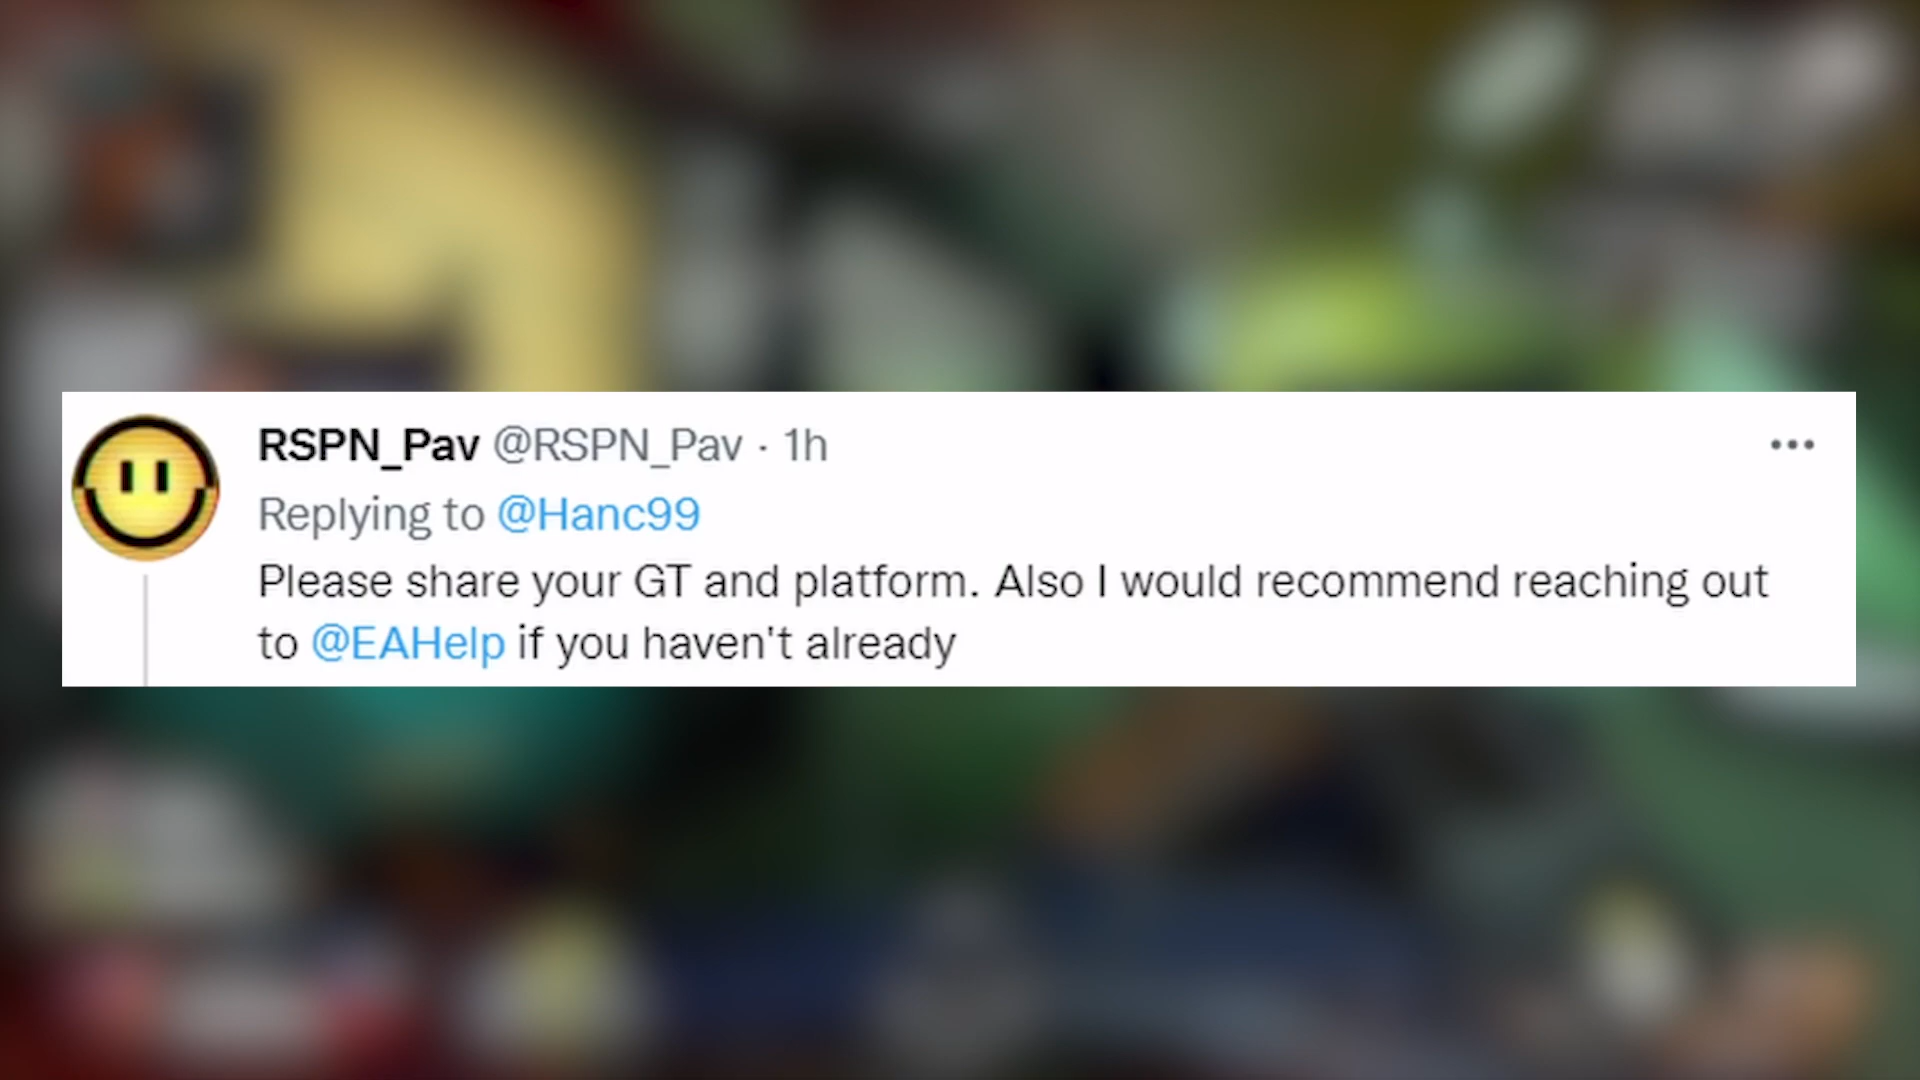 RSPN_Pav @RSPN_Pav · 1h
Replying to @Hanc99
Please share your GT and platform. Also I would recommend reaching out
to @EAHelp if you haven't already